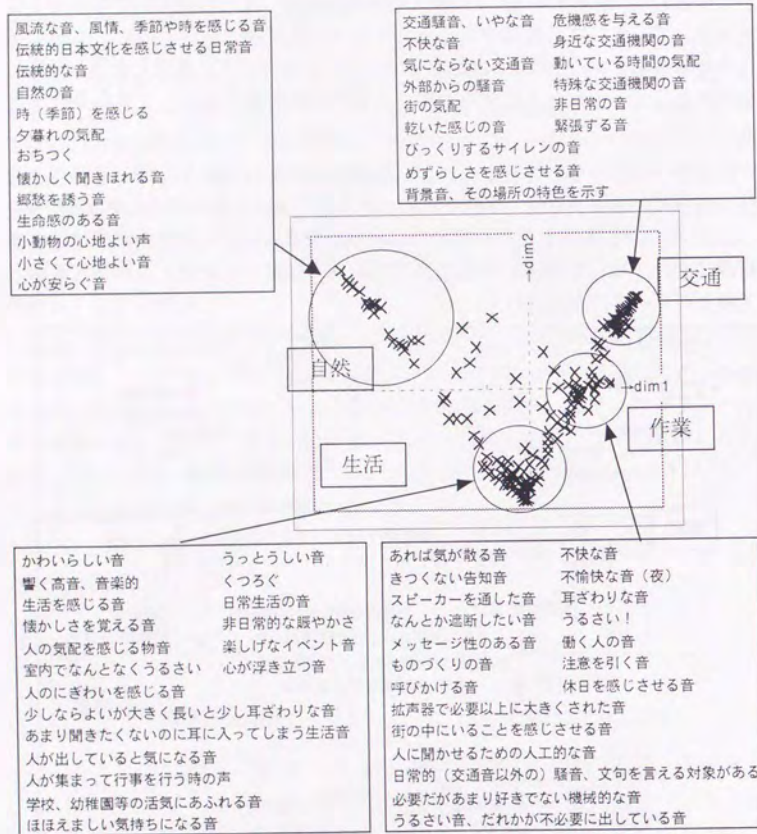 風流な音、風情、季節や時を感じる音
伝統的日本文化を感じさせる日常音
伝統的な音
自然の音
時（季節）を感じる
夕暮れの気配
おちつく
懐かしく聞きほれる音
郷愁を誘う音
生命感のある音
小動物の心地よい声
小さくて心地よい音
心が安らぐ音
交通騒音、いやな音　危機感を与える音
不快な音　身近な交通機関の音
気にならない交通音　動いている時間の気配
外部からの騒音　特殊な交通機関の音
街の気配　非日常の音
乾いた感じの音　緊張する音
びっくりするサイレンの音
めずらしさを感じさせる音
背景音、その場所の特色を示す
→dim2
交通
自然
→dim1
作業
生活
かわいらしい音　うっとうしい音
響く高音、音楽的　くつろぐ
生活を感じる音　日常生活の音
懐かしさを覚える音　非日常的な賑やかさ
人の気配を感じる物音　楽しげなイベント音
室内でなんとなくうるさい　心が浮き立つ音
人のにぎわいを感じる音
少しならよいが大きく長いと少し耳ざわりな音
あまり聞きたくないのに耳に入ってしまう生活音
人が出していると気になる音
人が集まって行事を行う時の声
学校、幼稚園等の活気にあふれる音
ほほえましい気持ちになる音
あれば気が散る音　不快な音
きつくない告知音　不愉快な音（夜）
スピーカーを通した音　耳ざわりな音
なんとか遮断したい音　うるさい！
メッセージ性のある音　働く人の音
ものづくりの音　注意を引く音
呼びかける音　休日を感じさせる音
拡声器で必要以上に大きくされた音
街の中にいることを感じさせる音
人に聞かせるための人工的な音
日常的（交通音以外の）騒音、文句を言える対象がある
必要だがあまり好きでない機械的な音
うるさい音、だれかが不必要に出している音